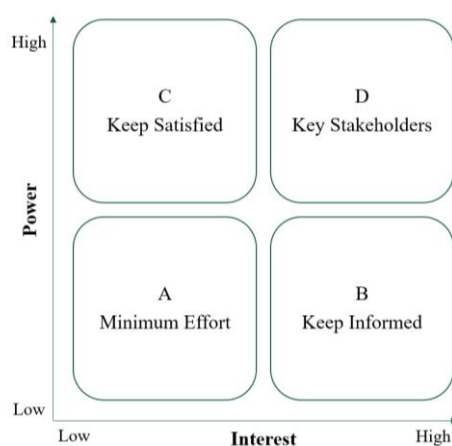 High
C
Keep Satisfied
D
Key Stakeholders
Power
A
Minimum Effort
B
Keep Informed
Low
Low
Interest
High